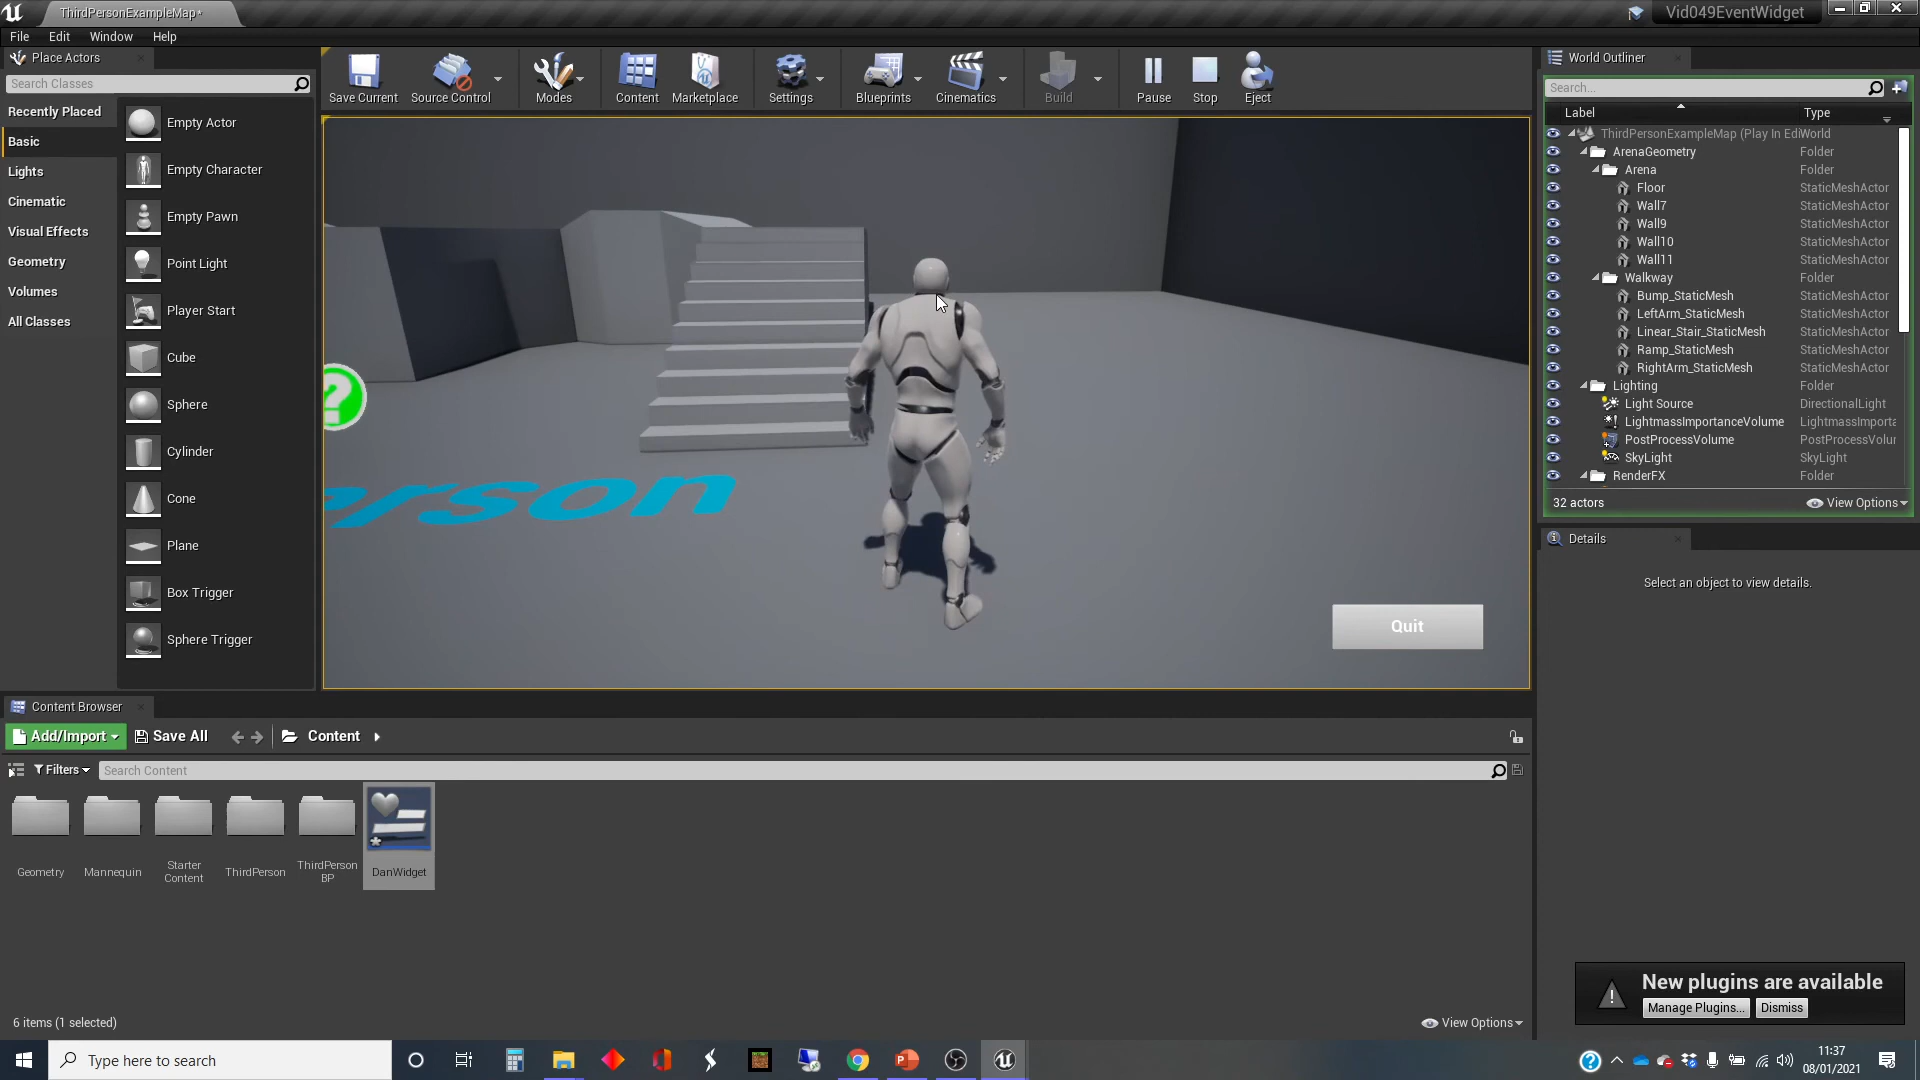 ThirdPersonExampleMap*
Vid049EventWidget
File Edit Window Help
Place Actors
Search Classes
Recently Placed
Basic
Lights
Cinematic
Visual Effects
Geometry
Volumes
All Classes
Empty Actor
Empty Character
Empty Pawn
Point Light
Player Start
Cube
Sphere
Cylinder
Cone
Plane
Box Trigger
Sphere Trigger
Save Current
Source Control
Modes
Content
Marketplace
Settings
Blueprints
Cinematics
Build
Pause
Stop
Eject
?
erson
Quit
World Outliner
Search...
Label Type
ThirdPersonExampleMap (Play In Edi World
ArenaGeometry Folder
Arena Folder
Floor StaticMeshActor
Wall7 StaticMeshActor
Wall9 StaticMeshActor
Wall10 StaticMeshActor
Wall11 StaticMeshActor
Walkway Folder
Bump_StaticMesh StaticMeshActor
LeftArm_StaticMesh StaticMeshActor
Linear_Stair_StaticMesh StaticMeshActor
Ramp_StaticMesh StaticMeshActor
RightArm_StaticMesh StaticMeshActor
Lighting Folder
Light Source DirectionalLight
LightmassImportanceVolume LightmassImporta
PostProcessVolume PostProcessVolur
SkyLight SkyLight
RenderFX Folder
32 actors View Options
Details
Select an object to view details.
Content Browser
Add/Import Save All Content
Filters Search Content
Geometry
Mannequin
Starter
Content
ThirdPerson
ThirdPerson
BP
DanWidget
6 items (1 selected)
View Options
New plugins are available
Manage Plugins... Dismiss
Type here to search
11:37
08/01/2021